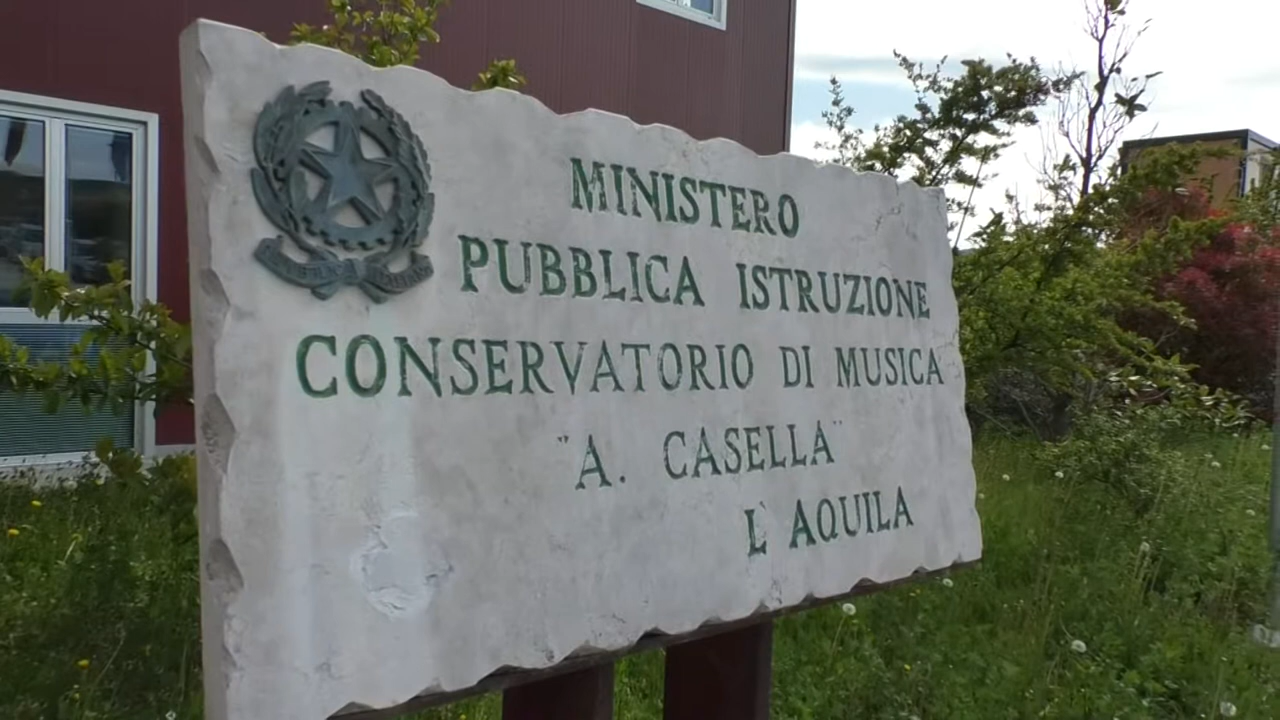 MINISTERO
PUBBLICA ISTRUZIONE
CONSERVATORIO DI MUSICA
"A. CASELLA"
L'AQUILA